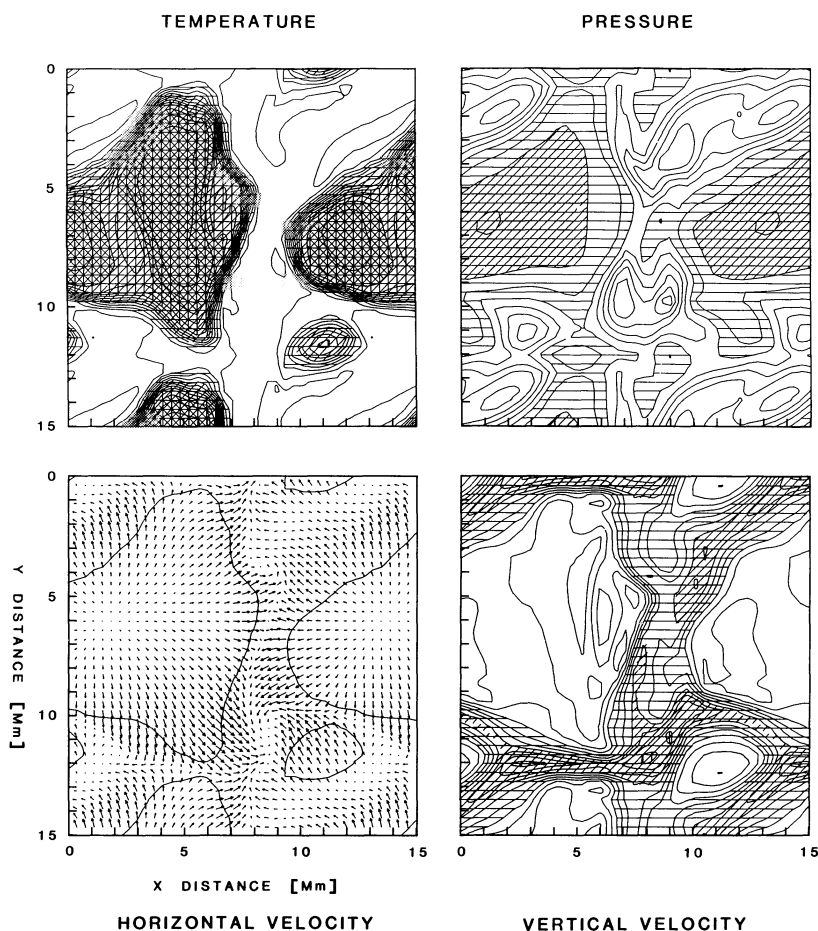 TEMPERATURE
PRESSURE
0
5
10
15
0
5
10
15
Y DISTANCE [Mm]
0
5
10
15
0
5
10
15
X DISTANCE [Mm]
HORIZONTAL VELOCITY
VERTICAL VELOCITY